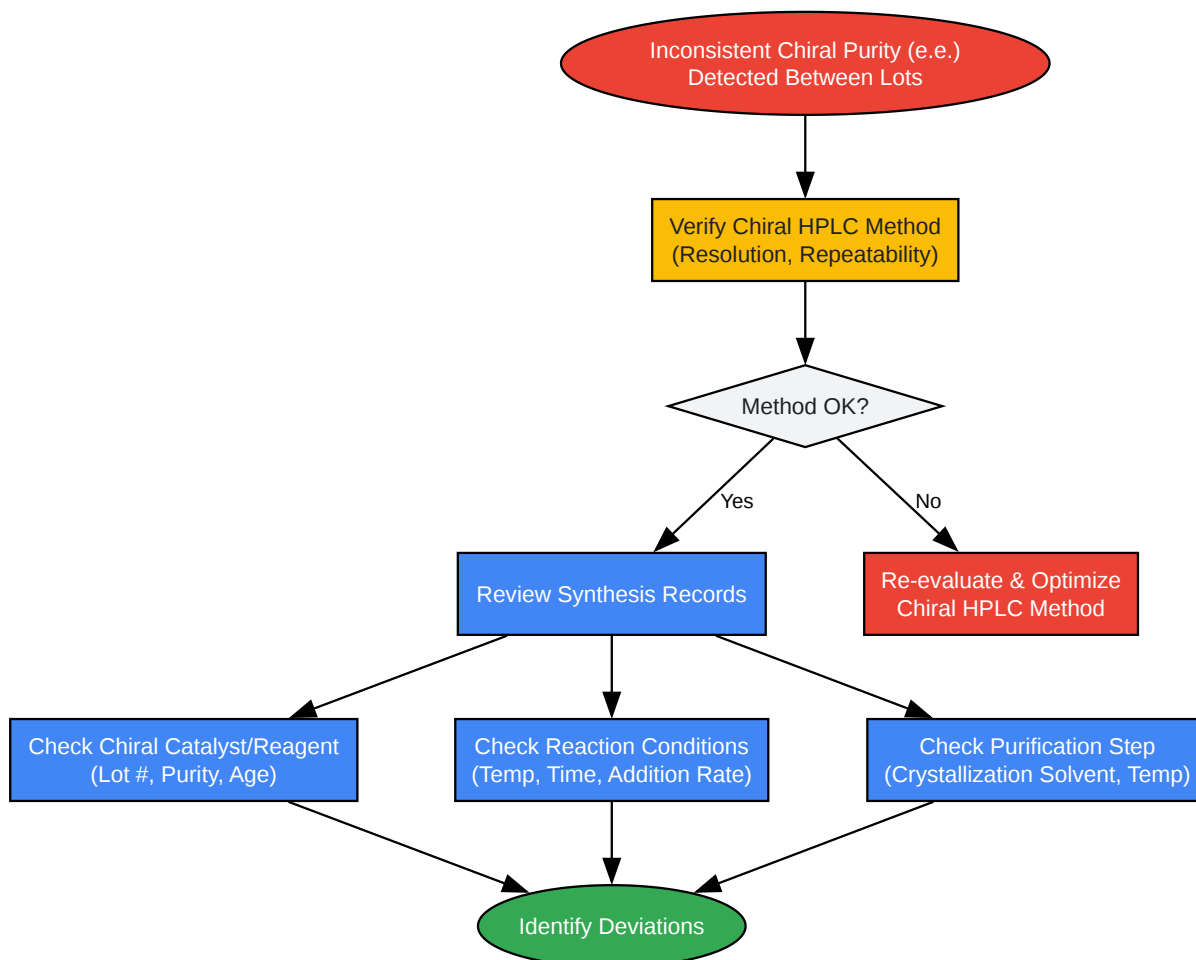 Inconsistent Chiral Purity (e.e.)
Detected Between Lots
Verify Chiral HPLC Method
(Resolution, Repeatability)
Method OK?
Yes
No
Review Synthesis Records
Re-evaluate & Optimize
Chiral HPLC Method
Check Chiral Catalyst/Reagent
(Lot #, Purity, Age)
Check Reaction Conditions
(Temp, Time, Addition Rate)
Check Purification Step
(Crystallization Solvent, Temp)
Identify Deviations